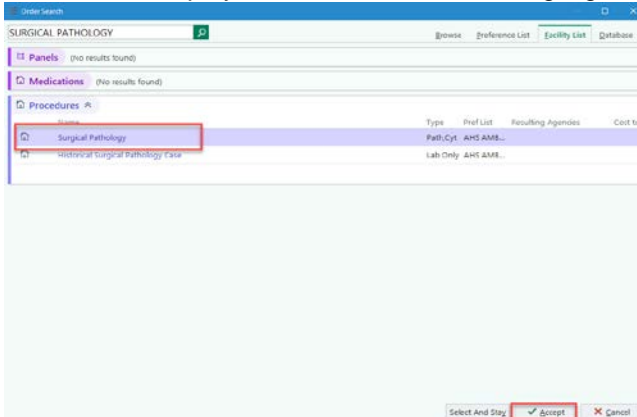 Order Search
SURGICAL PATHOLOGY
Browse Preference List Facility List Database
Panels (No results found)
Medications (No results found)
Procedures
Name Type Pref List Resulting Agencies Cost t
Surgical Pathology Path,Cyt AHS AMB...
Historical Surgical Pathology Case Lab Only AHS AMB...
Select And Stay Accept Cancel